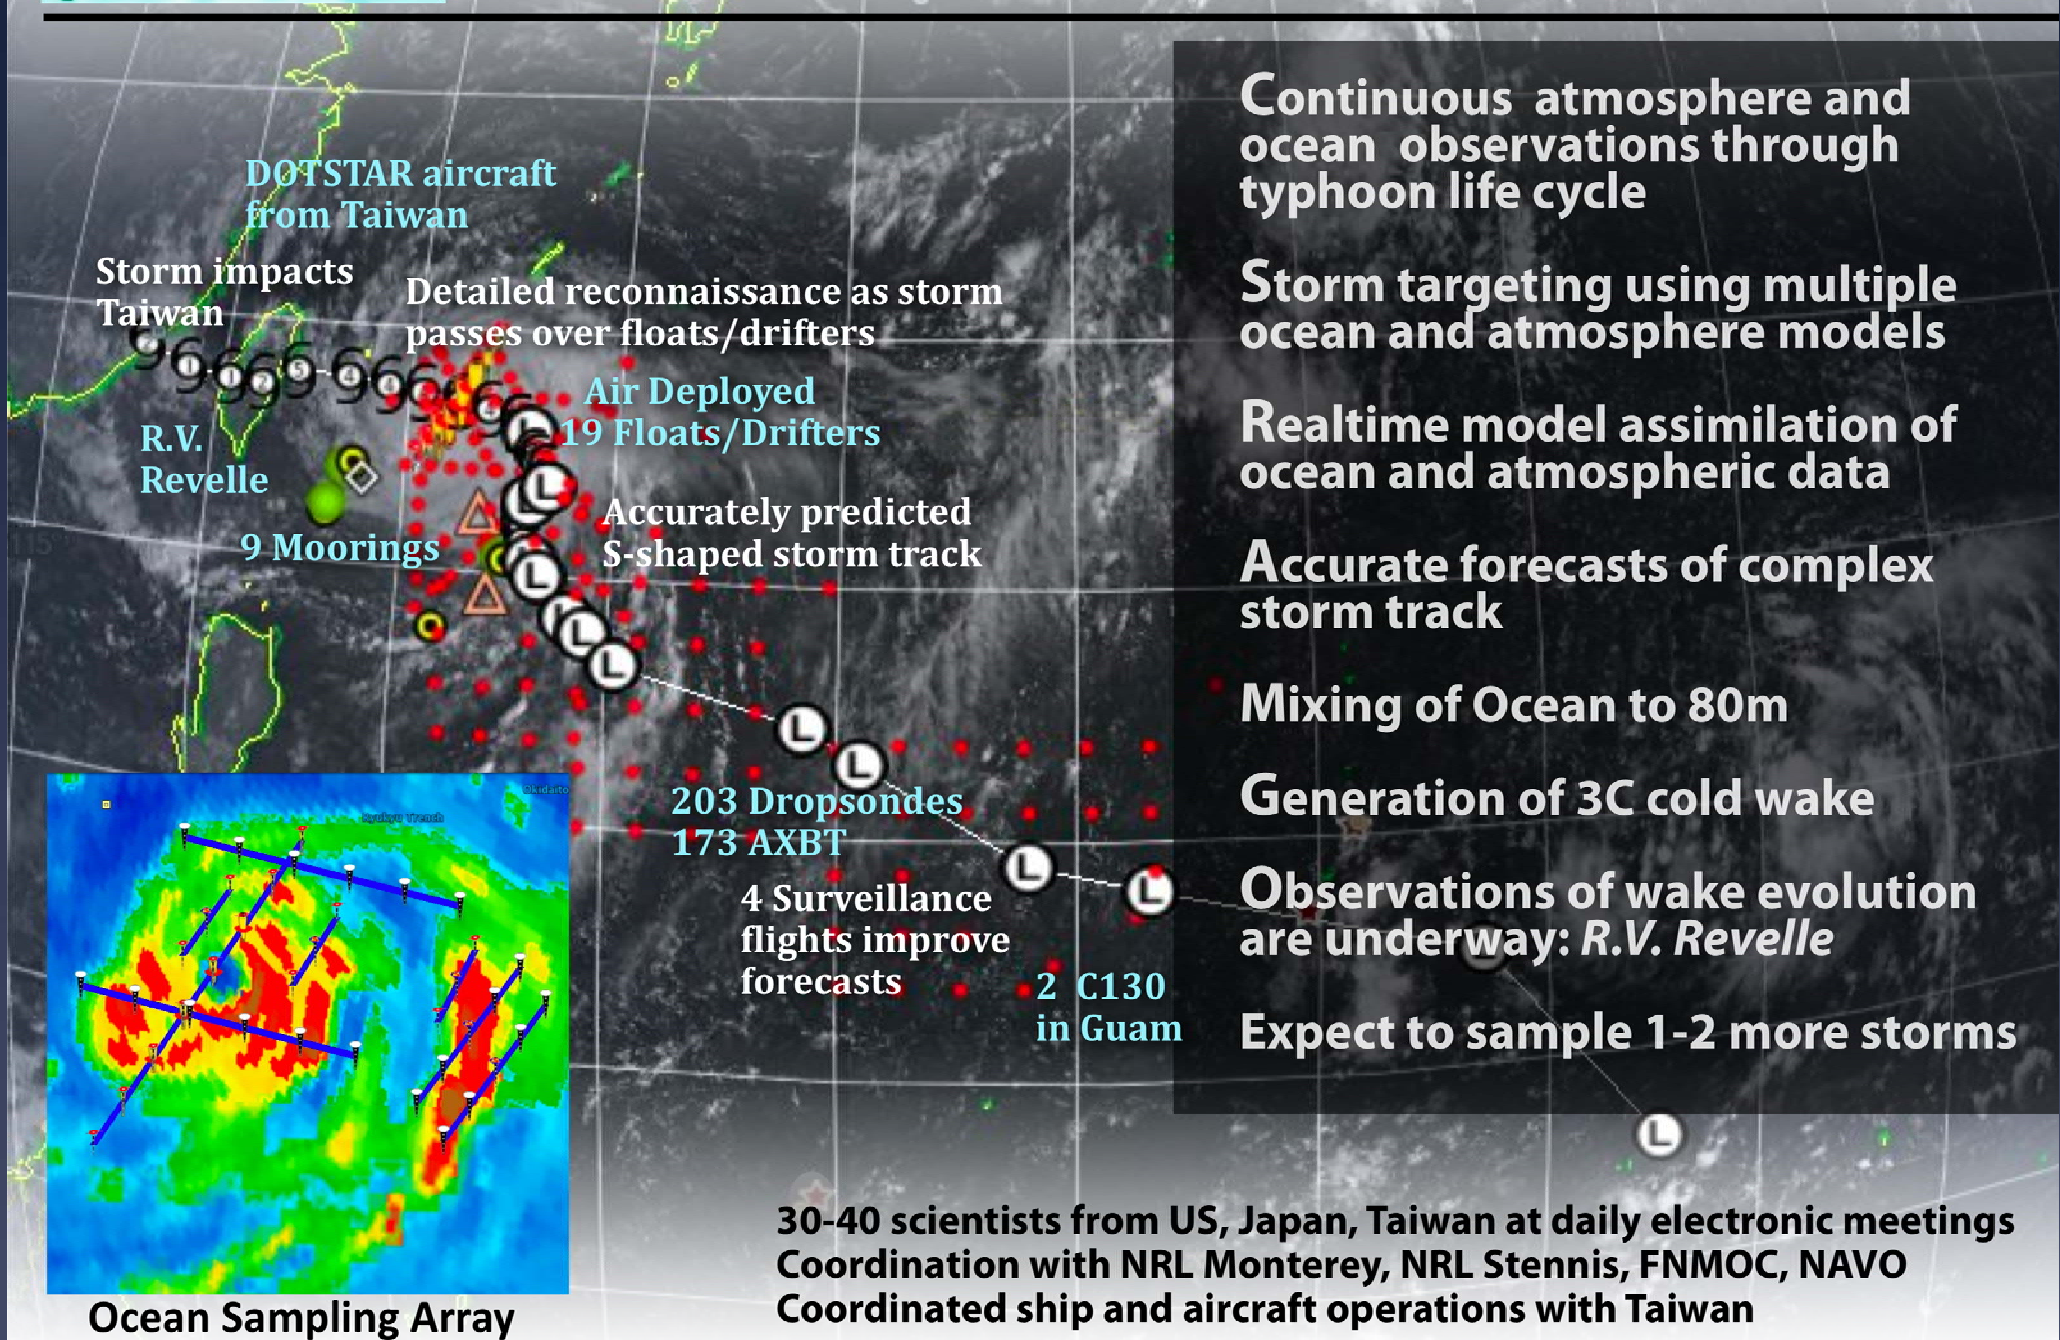 DOTSTAR aircraft
from Taiwan
Storm impacts
Taiwan
Detailed reconnaissance as storm
passes over floats/drifters
Air Deployed
19 Floats/Drifters
R.V.
Revelle
9 Moorings
Accurately predicted
S-shaped storm track
203 Dropsondes
173 AXBT
4 Surveillance
flights improve
forecasts
2 C130
in Guam
Continuous atmosphere and
ocean observations through
typhoon life cycle
Storm targeting using multiple
ocean and atmosphere models
Realtime model assimilation of
ocean and atmospheric data
Accurate forecasts of complex
storm track
Mixing of Ocean to 80m
Generation of 3C cold wake
Observations of wake evolution
are underway: R.V. Revelle
Expect to sample 1-2 more storms
Okidaito
Ryukyu Trench
Ocean Sampling Array
30-40 scientists from US, Japan, Taiwan at daily electronic meetings
Coordination with NRL Monterey, NRL Stennis, FNMOC, NAVO
Coordinated ship and aircraft operations with Taiwan